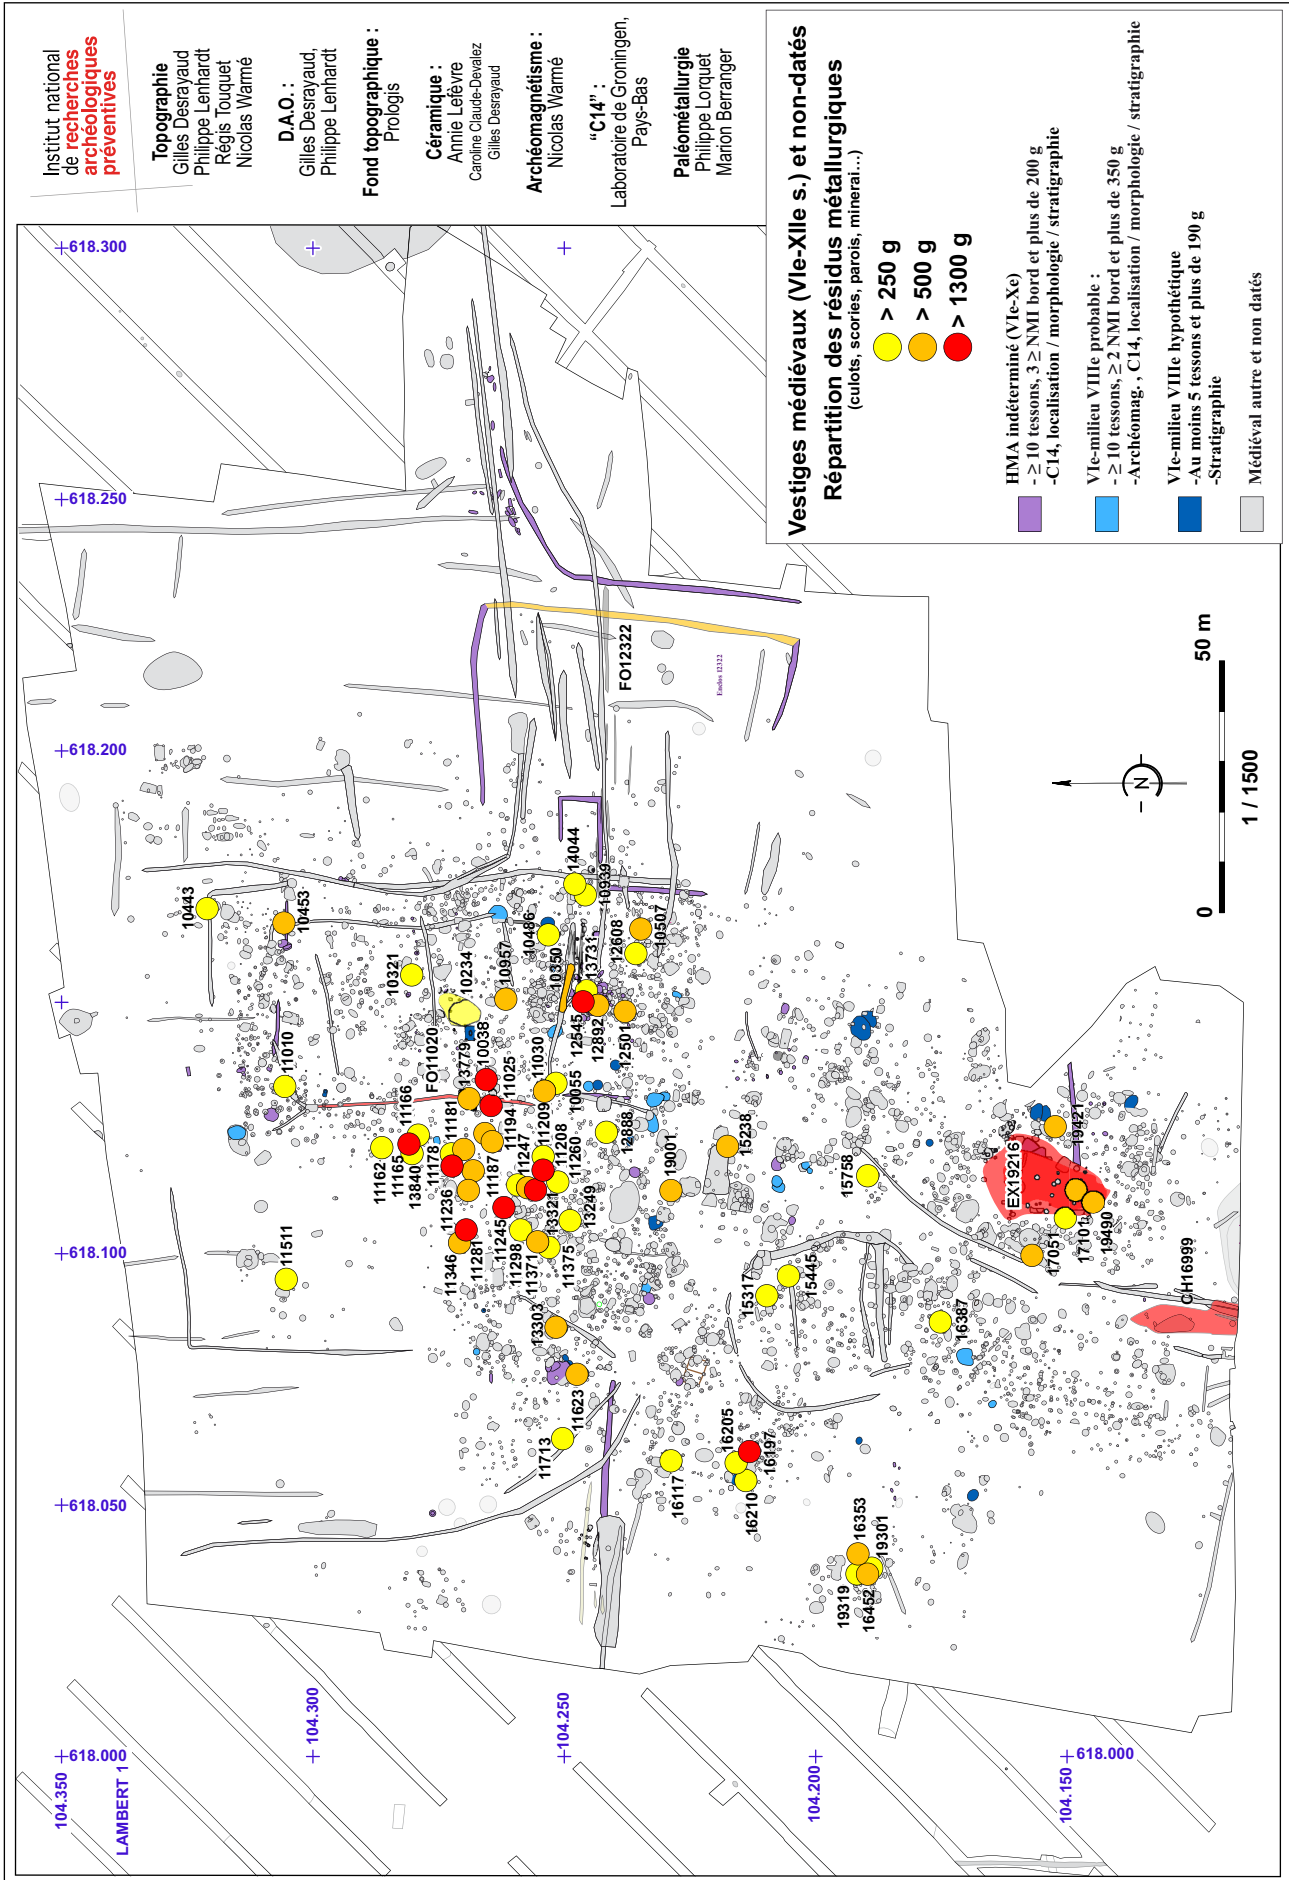 Institut national
de recherches
archéologiques
préventives
Topographie
Gilles Desrayaud
Philippe Lenhardt
Régis Touquet
Nicolas Warmé
D.A.O. :
Gilles Desrayaud,
Philippe Lenhardt
Fond topographique :
Prologis
Céramique :
Annie Lefèvre
Caroline Claude-Devalez
Gilles Desrayaud
Archéomagnétisme :
Nicolas Warmé
"C14" :
Laboratoire de Groningen,
Pays-Bas
Paléométallurgie
Philippe Lorquet
Marion Berranger
Vestiges médiévaux (VIe-XIIe s.) et non-datés
Répartition des résidus métallurgiques
(culots, scories, parois, minerai...)
> 250 g
> 500 g
> 1300 g
HMA indéterminé (VIe-Xe)
- ≥ 10 tessons, 3 ≥ NMI bord et plus de 200 g
-C14, localisation / morphologie / stratigraphie
VIe-milieu VIIIe probable :
- ≥ 10 tessons, ≥ 2 NMI bord et plus de 350 g
-Archéomag. , C14, localisation / morphologie / stratigraphie
VIe-milieu VIIIe hypothétique
-Au moins 5 tessons et plus de 190 g
-Stratigraphie
Médiéval autre et non datés
618.300
618.250
618.200
618.100
618.050
618.000
618.000
104.350
104.300
104.250
104.200
104.150
LAMBERT 1
0
50 m
1 / 1500
N
FO12322
Enclos 12322
10443
10453
14044
10939
10486
10350
13731
12608
10507
10321
10234
10957
12545
12892
12501
11010
FO11020
13779
10038
11025
11030
10055
11166
11181
11194
11209
12888
11162
11165
13840
11178
11187
11247
11208
11260
19001
15238
11236
11245
13321
13249
11511
11346
11281
11298
11371
11375
13303
11623
11713
15758
15317
15445
EX19216
19421
17051
17101
19490
CH16999
16387
16117
16205
16197
16210
16353
19301
19319
16452